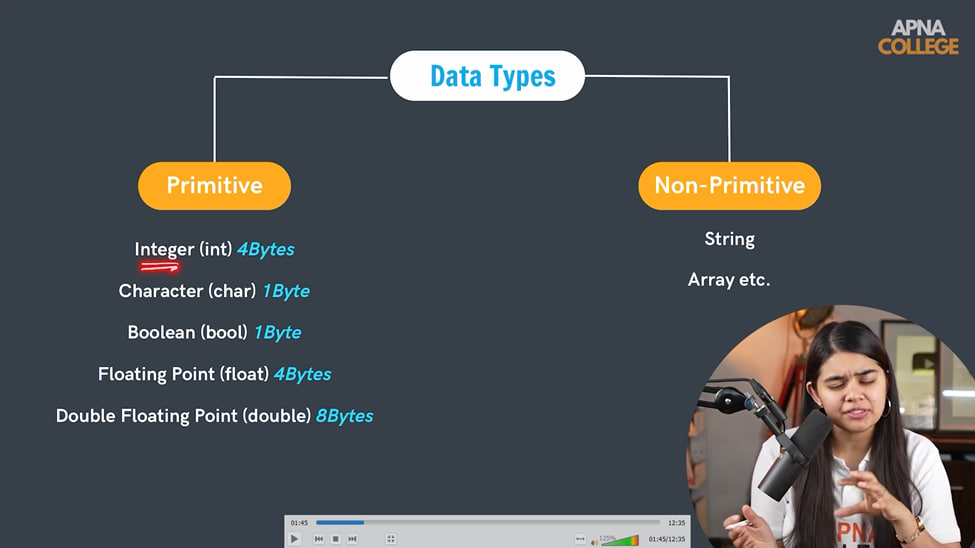 APNA
COLLEGE
Data Types
Primitive
Non-Primitive
Integer (int) 4Bytes
Character (char) 1Byte
Boolean (bool) 1Byte
Floating Point (float) 4Bytes
Double Floating Point (double) 8Bytes
String
Array etc.
01:45
12:35
125%
01:45/12:35